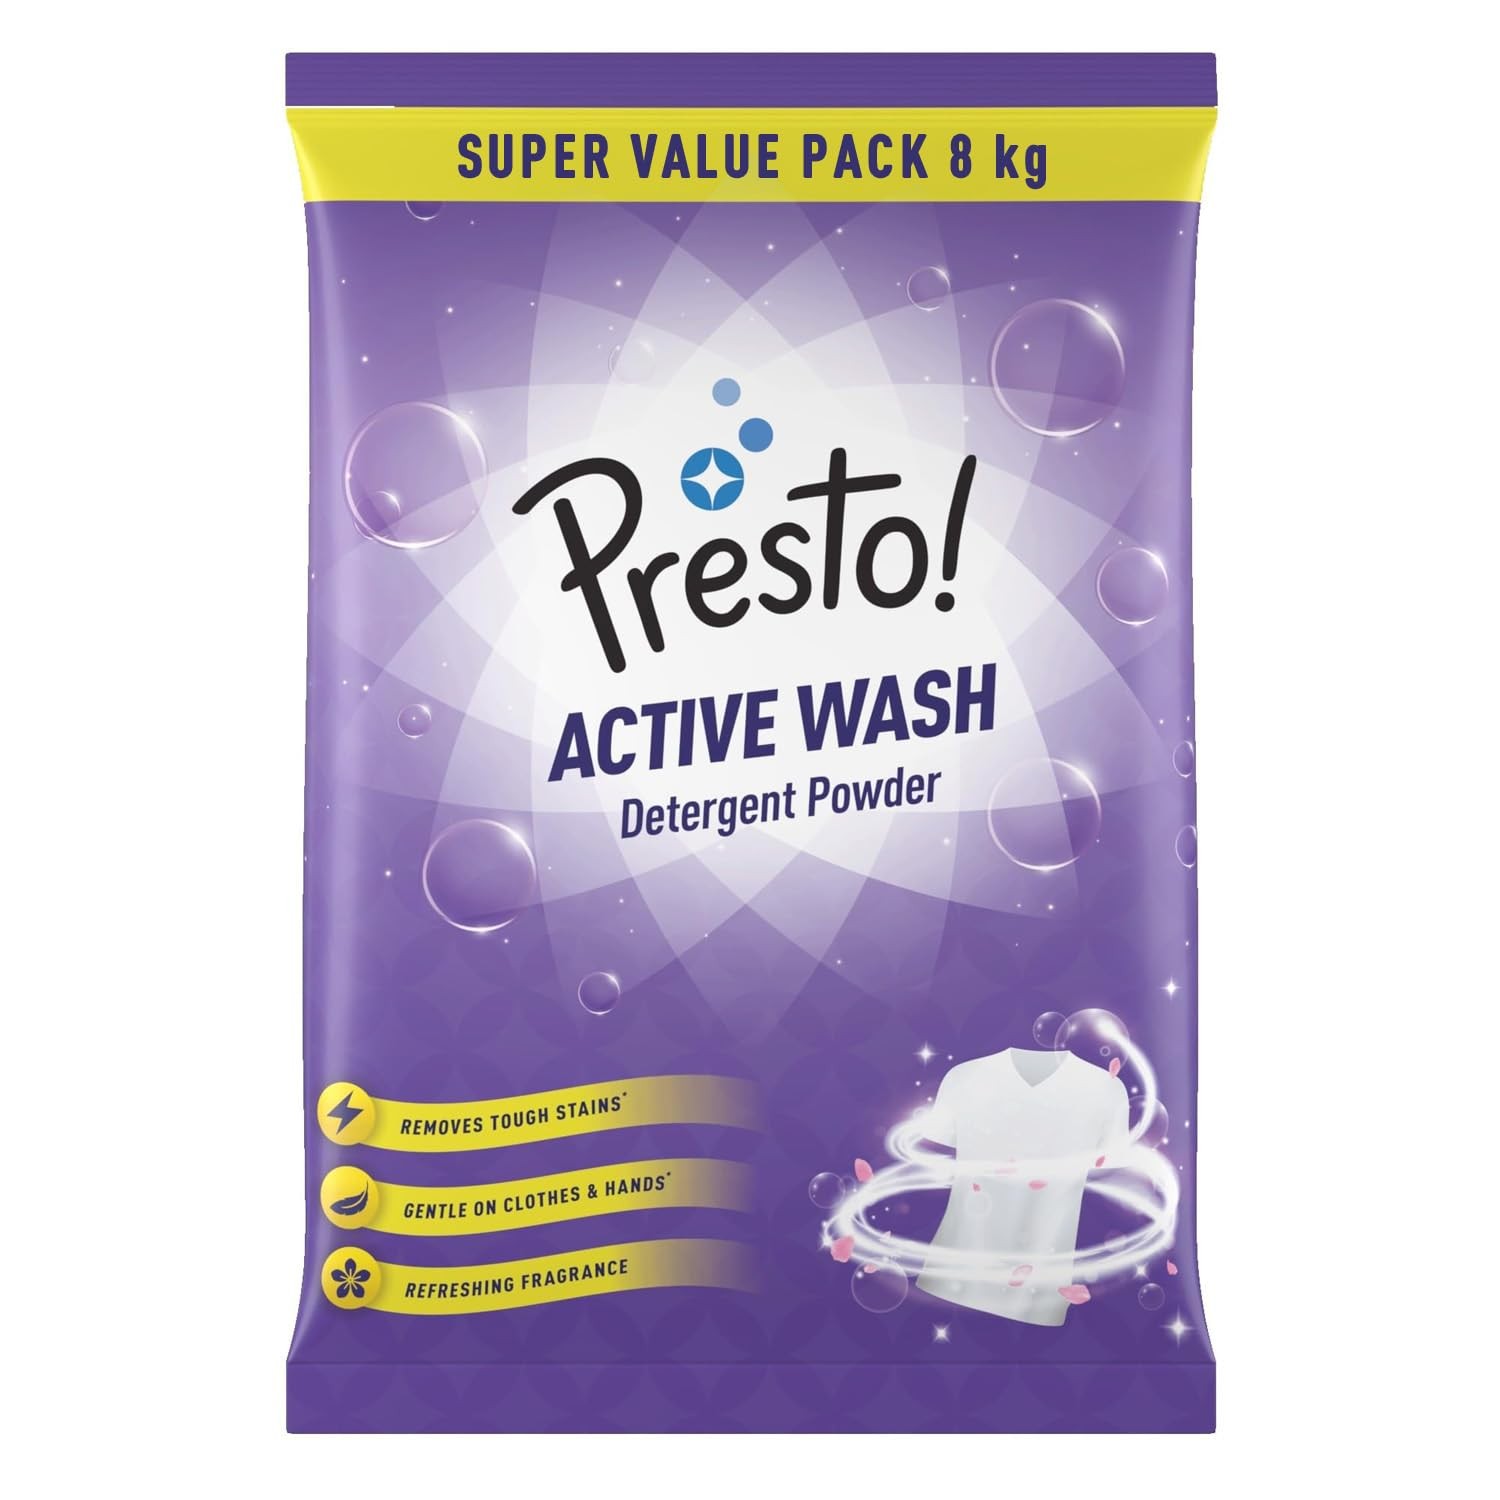 SUPER VALUE PACK 8 kg
Presto!
ACTIVE WASH
Detergent Powder
REMOVES TOUGH STAINS*
GENTLE ON CLOTHES & HANDS*
REFRESHING FRAGRANCE